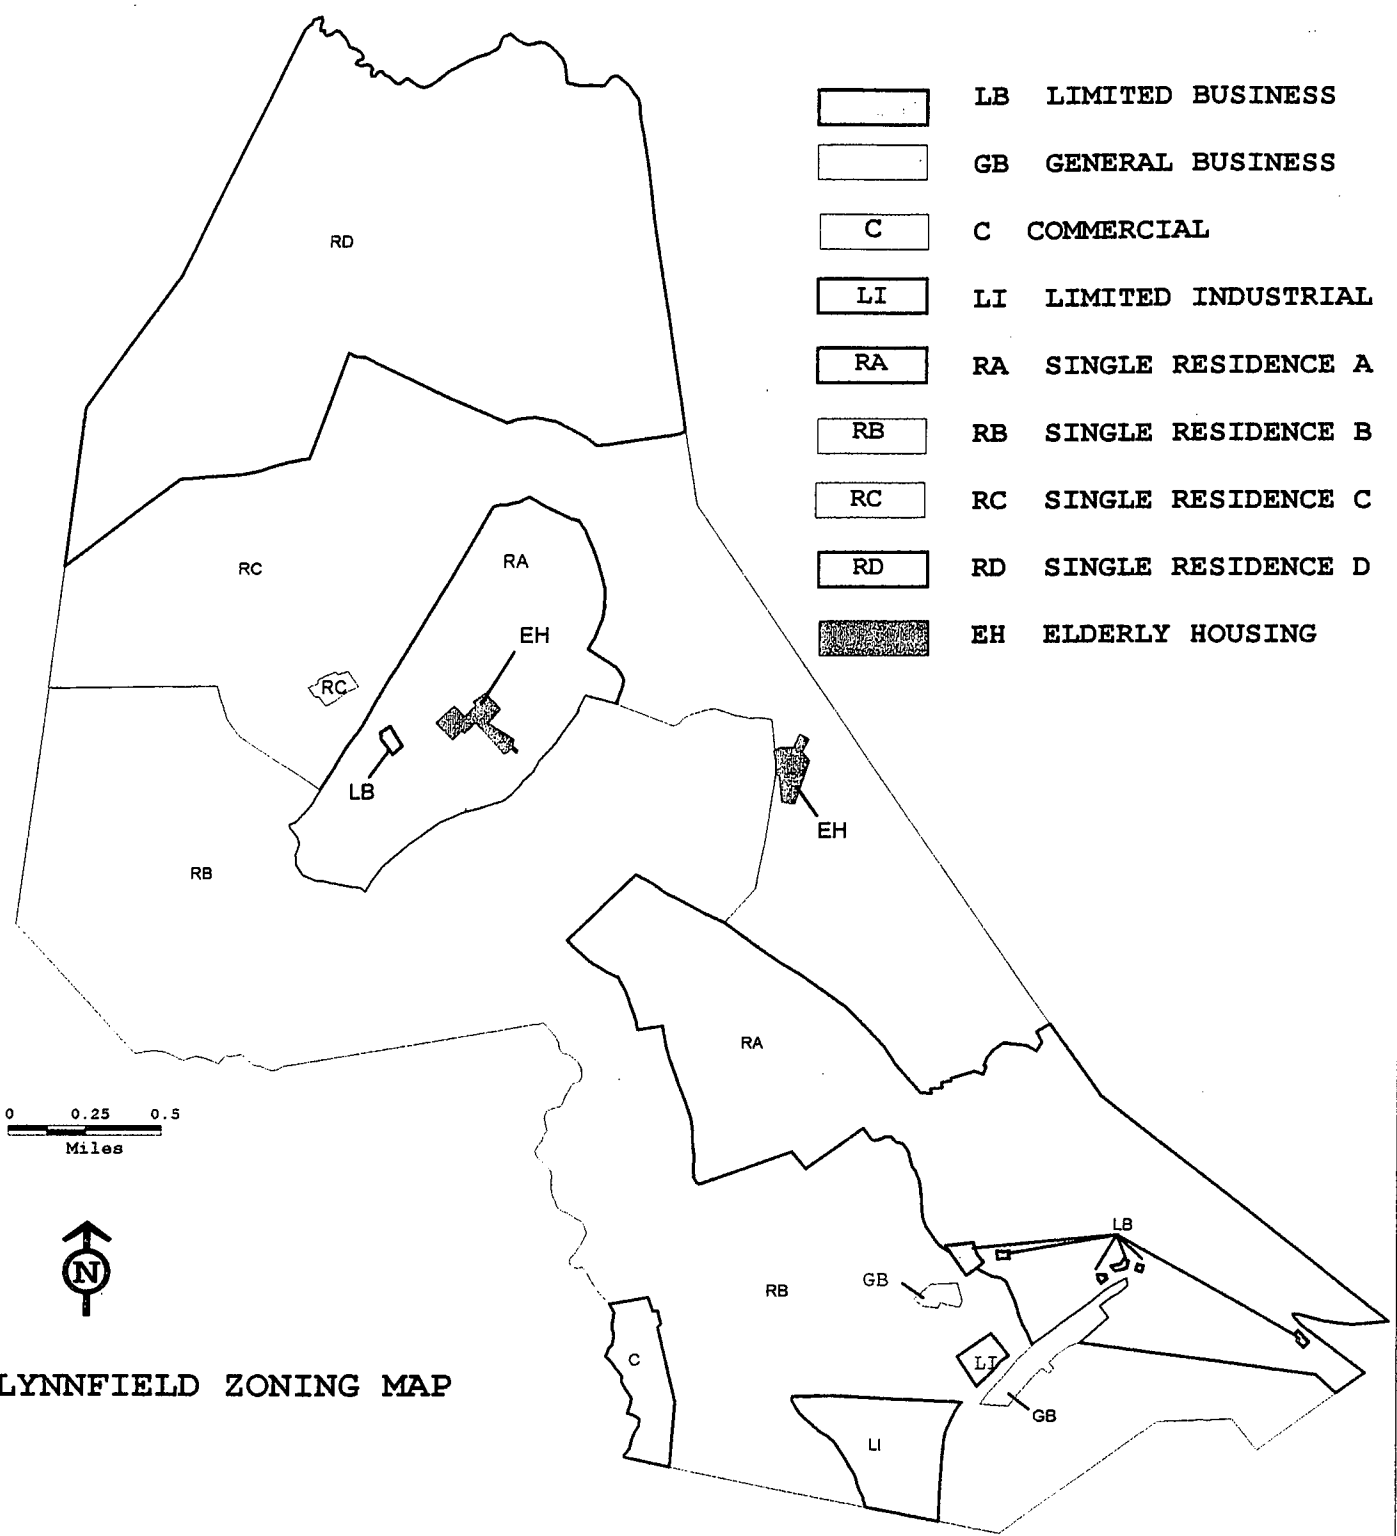 LB LIMITED BUSINESS
GB GENERAL BUSINESS
C C COMMERCIAL
LI LI LIMITED INDUSTRIAL
RA RA SINGLE RESIDENCE A
RB RB SINGLE RESIDENCE B
RC RC SINGLE RESIDENCE C
RD RD SINGLE RESIDENCE D
EH ELDERLY HOUSING
RD
RC
RA
EH
RC
LB
EH
RB
RA
0 0.25 0.5
Miles
LB
N
RB
GB
C
LI
LYNNFIELD ZONING MAP
GB
LI